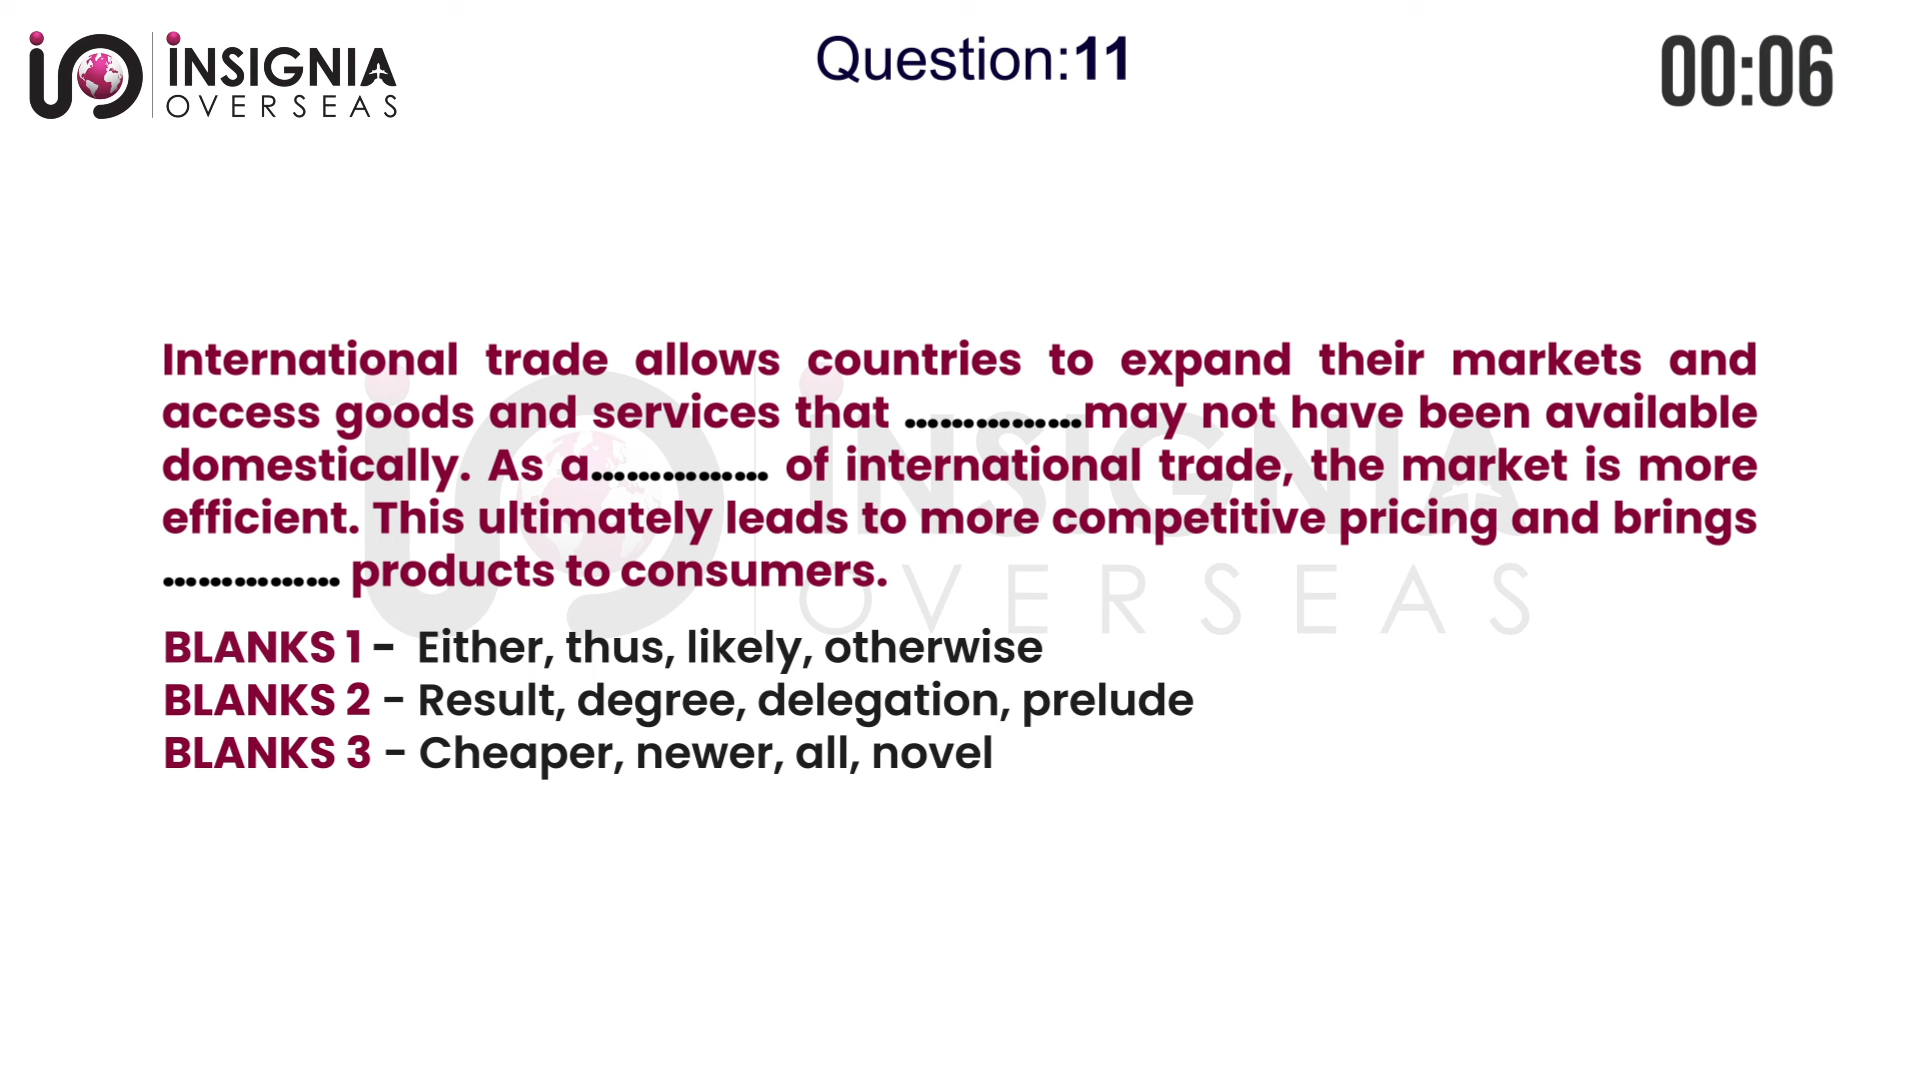 INSIGNIA
OVERSEAS
Question:11
00:06
International trade allows countries to expand their markets and
access goods and services that ...............may not have been available
domestically. As a............... of international trade, the market is more
efficient. This ultimately leads to more competitive pricing and brings
............... products to consumers.
INSIGNIA
OVERSEAS
BLANKS 1 - Either, thus, likely, otherwise
BLANKS 2 - Result, degree, delegation, prelude
BLANKS 3 - Cheaper, newer, all, novel